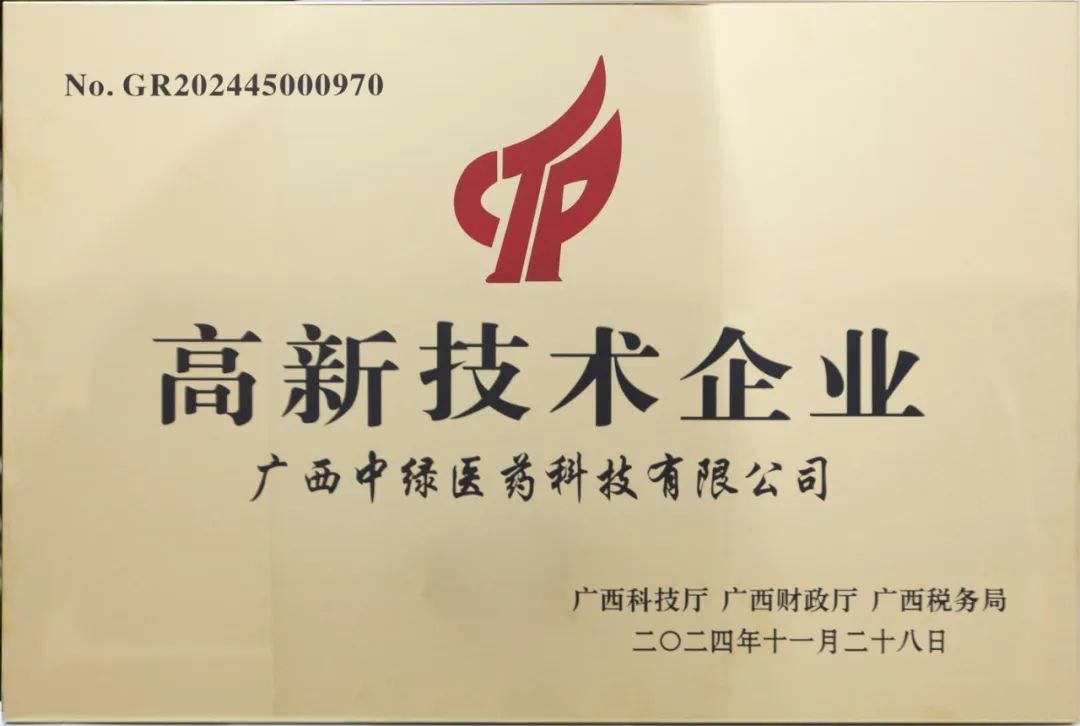 No. GR202445000970
CTP
高新技术企业
广西中绿医药科技有限公司
广西科技厅 广西财政厅 广西税务局
二〇二四年十一月二十八日